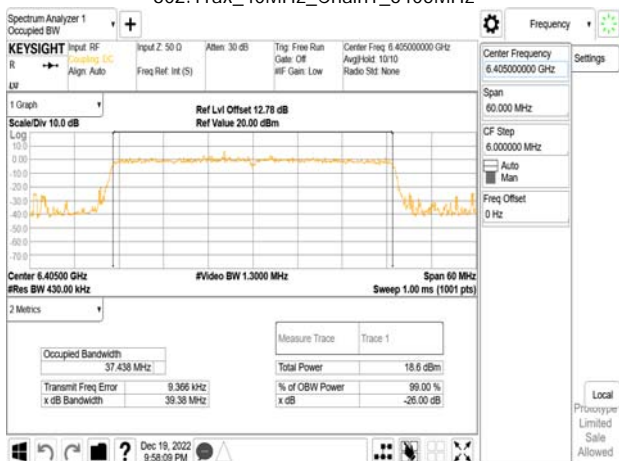 802.11ax_40MHz_Chain1_6405MHz
Spectrum Analyzer 1
Occupied BW
Frequency
KEYSIGHT
R
Input: RF
Coupling: DC
Align: Auto
Input Z: 50 Ω
Freq Ref: Int (S)
Atten: 30 dB
Trig: Free Run
Gate: Off
#IF Gain: Low
Center Freq: 6.405000000 GHz
Avg|Hold: 10/10
Radio Std: None
Center Frequency
6.405000000 GHz
Settings
Span
60.000 MHz
CF Step
6.000000 MHz
Auto
Man
Freq Offset
0 Hz
1 Graph
Scale/Div 10.0 dB
Ref Lvl Offset 12.78 dB
Ref Value 20.00 dBm
Log
10.0
0.00
-10.0
-20.0
-30.0
-40.0
-50.0
-60.0
-70.0
Center 6.40500 GHz
#Video BW 1.3000 MHz
Span 60 MHz
#Res BW 430.00 kHz
Sweep 1.00 ms (1001 pts)
2 Metrics
Measure Trace
Trace 1
Occupied Bandwidth
37.438 MHz
Total Power
18.6 dBm
Transmit Freq Error
9.366 kHz
% of OBW Power
99.00 %
x dB Bandwidth
39.38 MHz
x dB
-26.00 dB
Local
Prototype
Limited
Sale
Allowed
Dec 19, 2022
9:58:09 PM